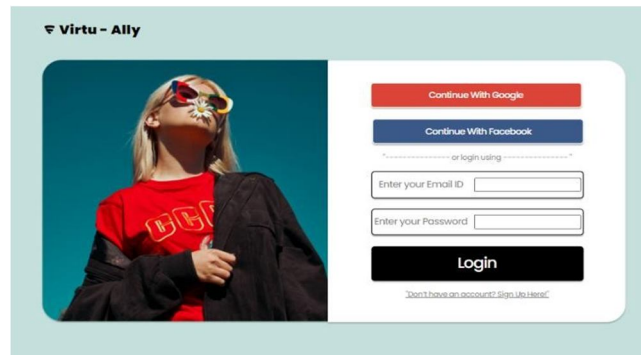 Virtu - Ally
Continue With Google
Continue With Facebook
"---------------- or login using ----------------"
Enter your Email ID
Enter your Password
Login
"Don't have an account? Sign Up Here!"